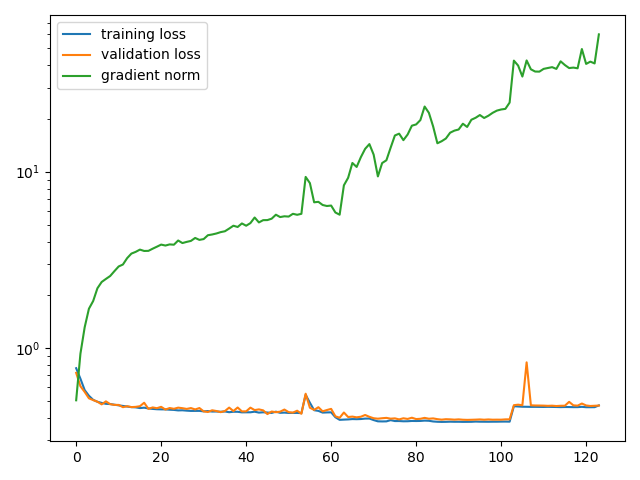 training loss
validation loss
gradient norm
10¹
10⁰
0 20 40 60 80 100 120